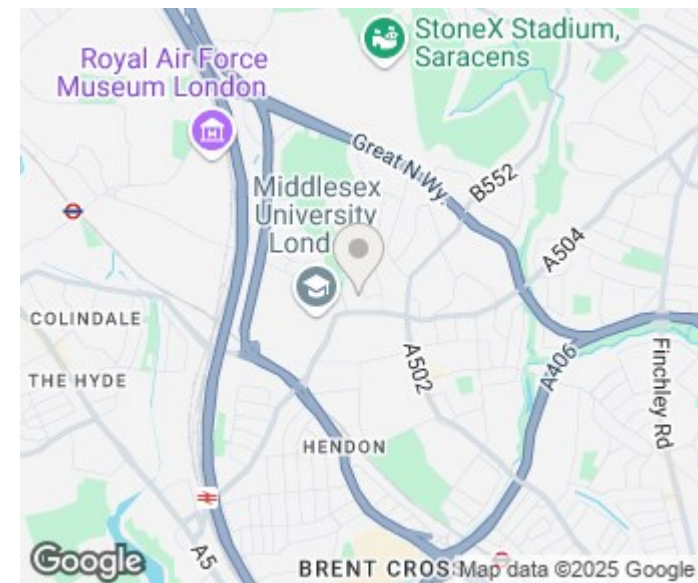 StoneX Stadium,
Saracens
Royal Air Force
Museum London
Great N Wy.
B552
Middlesex
University
Lond
A504
COLINDALE
THE HYDE
A502
A406
Finchley Rd
HENDON
A5
BRENT CROS
Google
Map data ©2025 Google